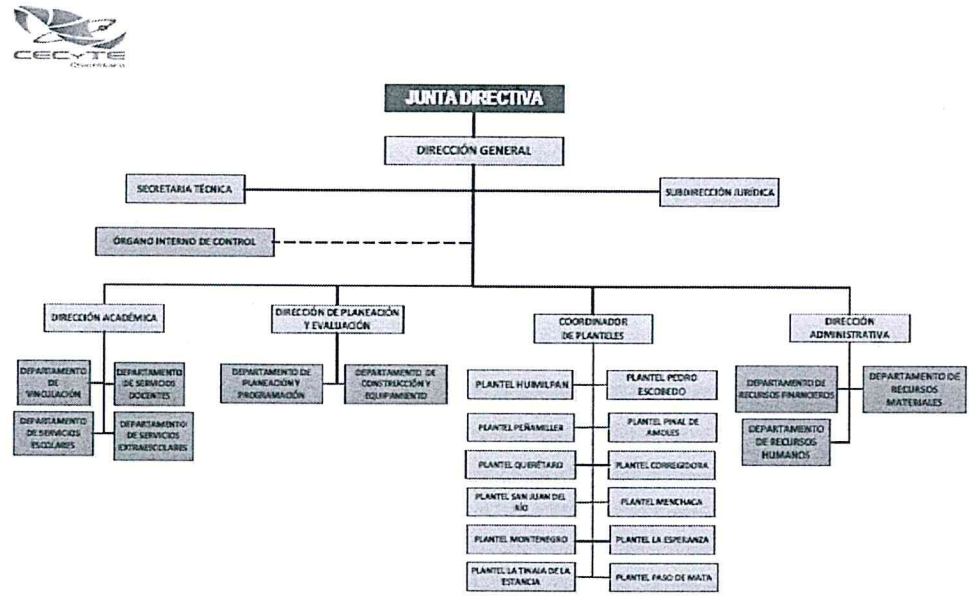 CECyTE
Querétaro
JUNTA DIRECTIVA
DIRECCIÓN GENERAL
SECRETARIA TÉCNICA
SUBDIRECCIÓN JURÍDICA
ÓRGANO INTERNO DE CONTROL
DIRECCIÓN ACADÉMICA
DEPARTAMENTO
DE
VINCULACIÓN
DEPARTAMENTO
DE SERVICIOS
DOCENTES
DEPARTAMENTO
DE SERVICIOS
ESCOLARES
DEPARTAMENTO
DE SERVICIOS
EXTRAESCOLARES
DIRECCIÓN DE PLANEACIÓN
Y EVALUACIÓN
DEPARTAMENTO DE
PLANEACIÓN Y
PROGRAMACIÓN
DEPARTAMENTO DE
CONSTRUCCIÓN Y
EQUIPAMIENTO
COORDINADOR
DE PLANTELES
PLANTEL HUIMILPAN
PLANTEL PEDRO
ESCOBEDO
PLANTEL PEÑAMILLER
PLANTEL PINAL DE
AMOLES
PLANTEL QUERÉTARO
PLANTEL CORREGIDORA
PLANTEL SAN JUAN DEL
RÍO
PLANTEL MENCHACA
PLANTEL MONTENEGRO
PLANTEL LA ESPERANZA
PLANTEL LA TINAJA DE LA
ESTANCIA
PLANTEL PASO DE MATA
DIRECCIÓN
ADMINISTRATIVA
DEPARTAMENTO DE
RECURSOS FINANCIEROS
DEPARTAMENTO DE
RECURSOS
MATERIALES
DEPARTAMENTO
DE RECURSOS
HUMANOS